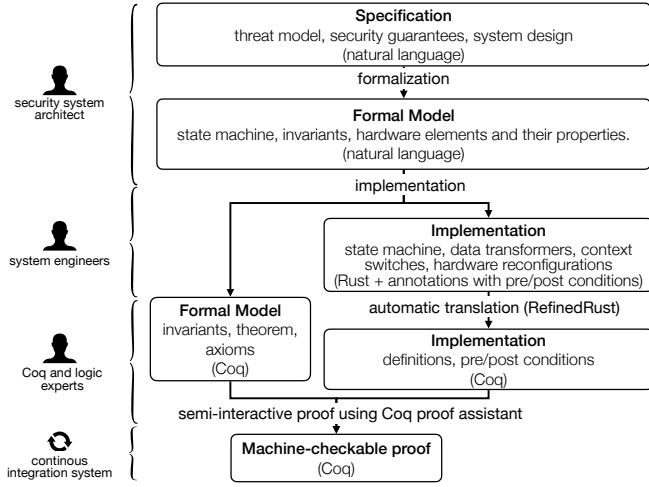 Specification
threat model, security guarantees, system design
(natural language)
security system
architect
formalization
Formal Model
state machine, invariants, hardware elements and their properties.
(natural language)
implementation
system engineers
Implementation
state machine, data transformers, context
switches, hardware reconfigurations
(Rust + annotations with pre/post conditions)
Formal Model
invariants, theorem,
axioms
(Coq)
automatic translation (RefinedRust)
Coq and logic
experts
Implementation
definitions, pre/post conditions
(Coq)
semi-interactive proof using Coq proof assistant
continous
integration system
Machine-checkable proof
(Coq)